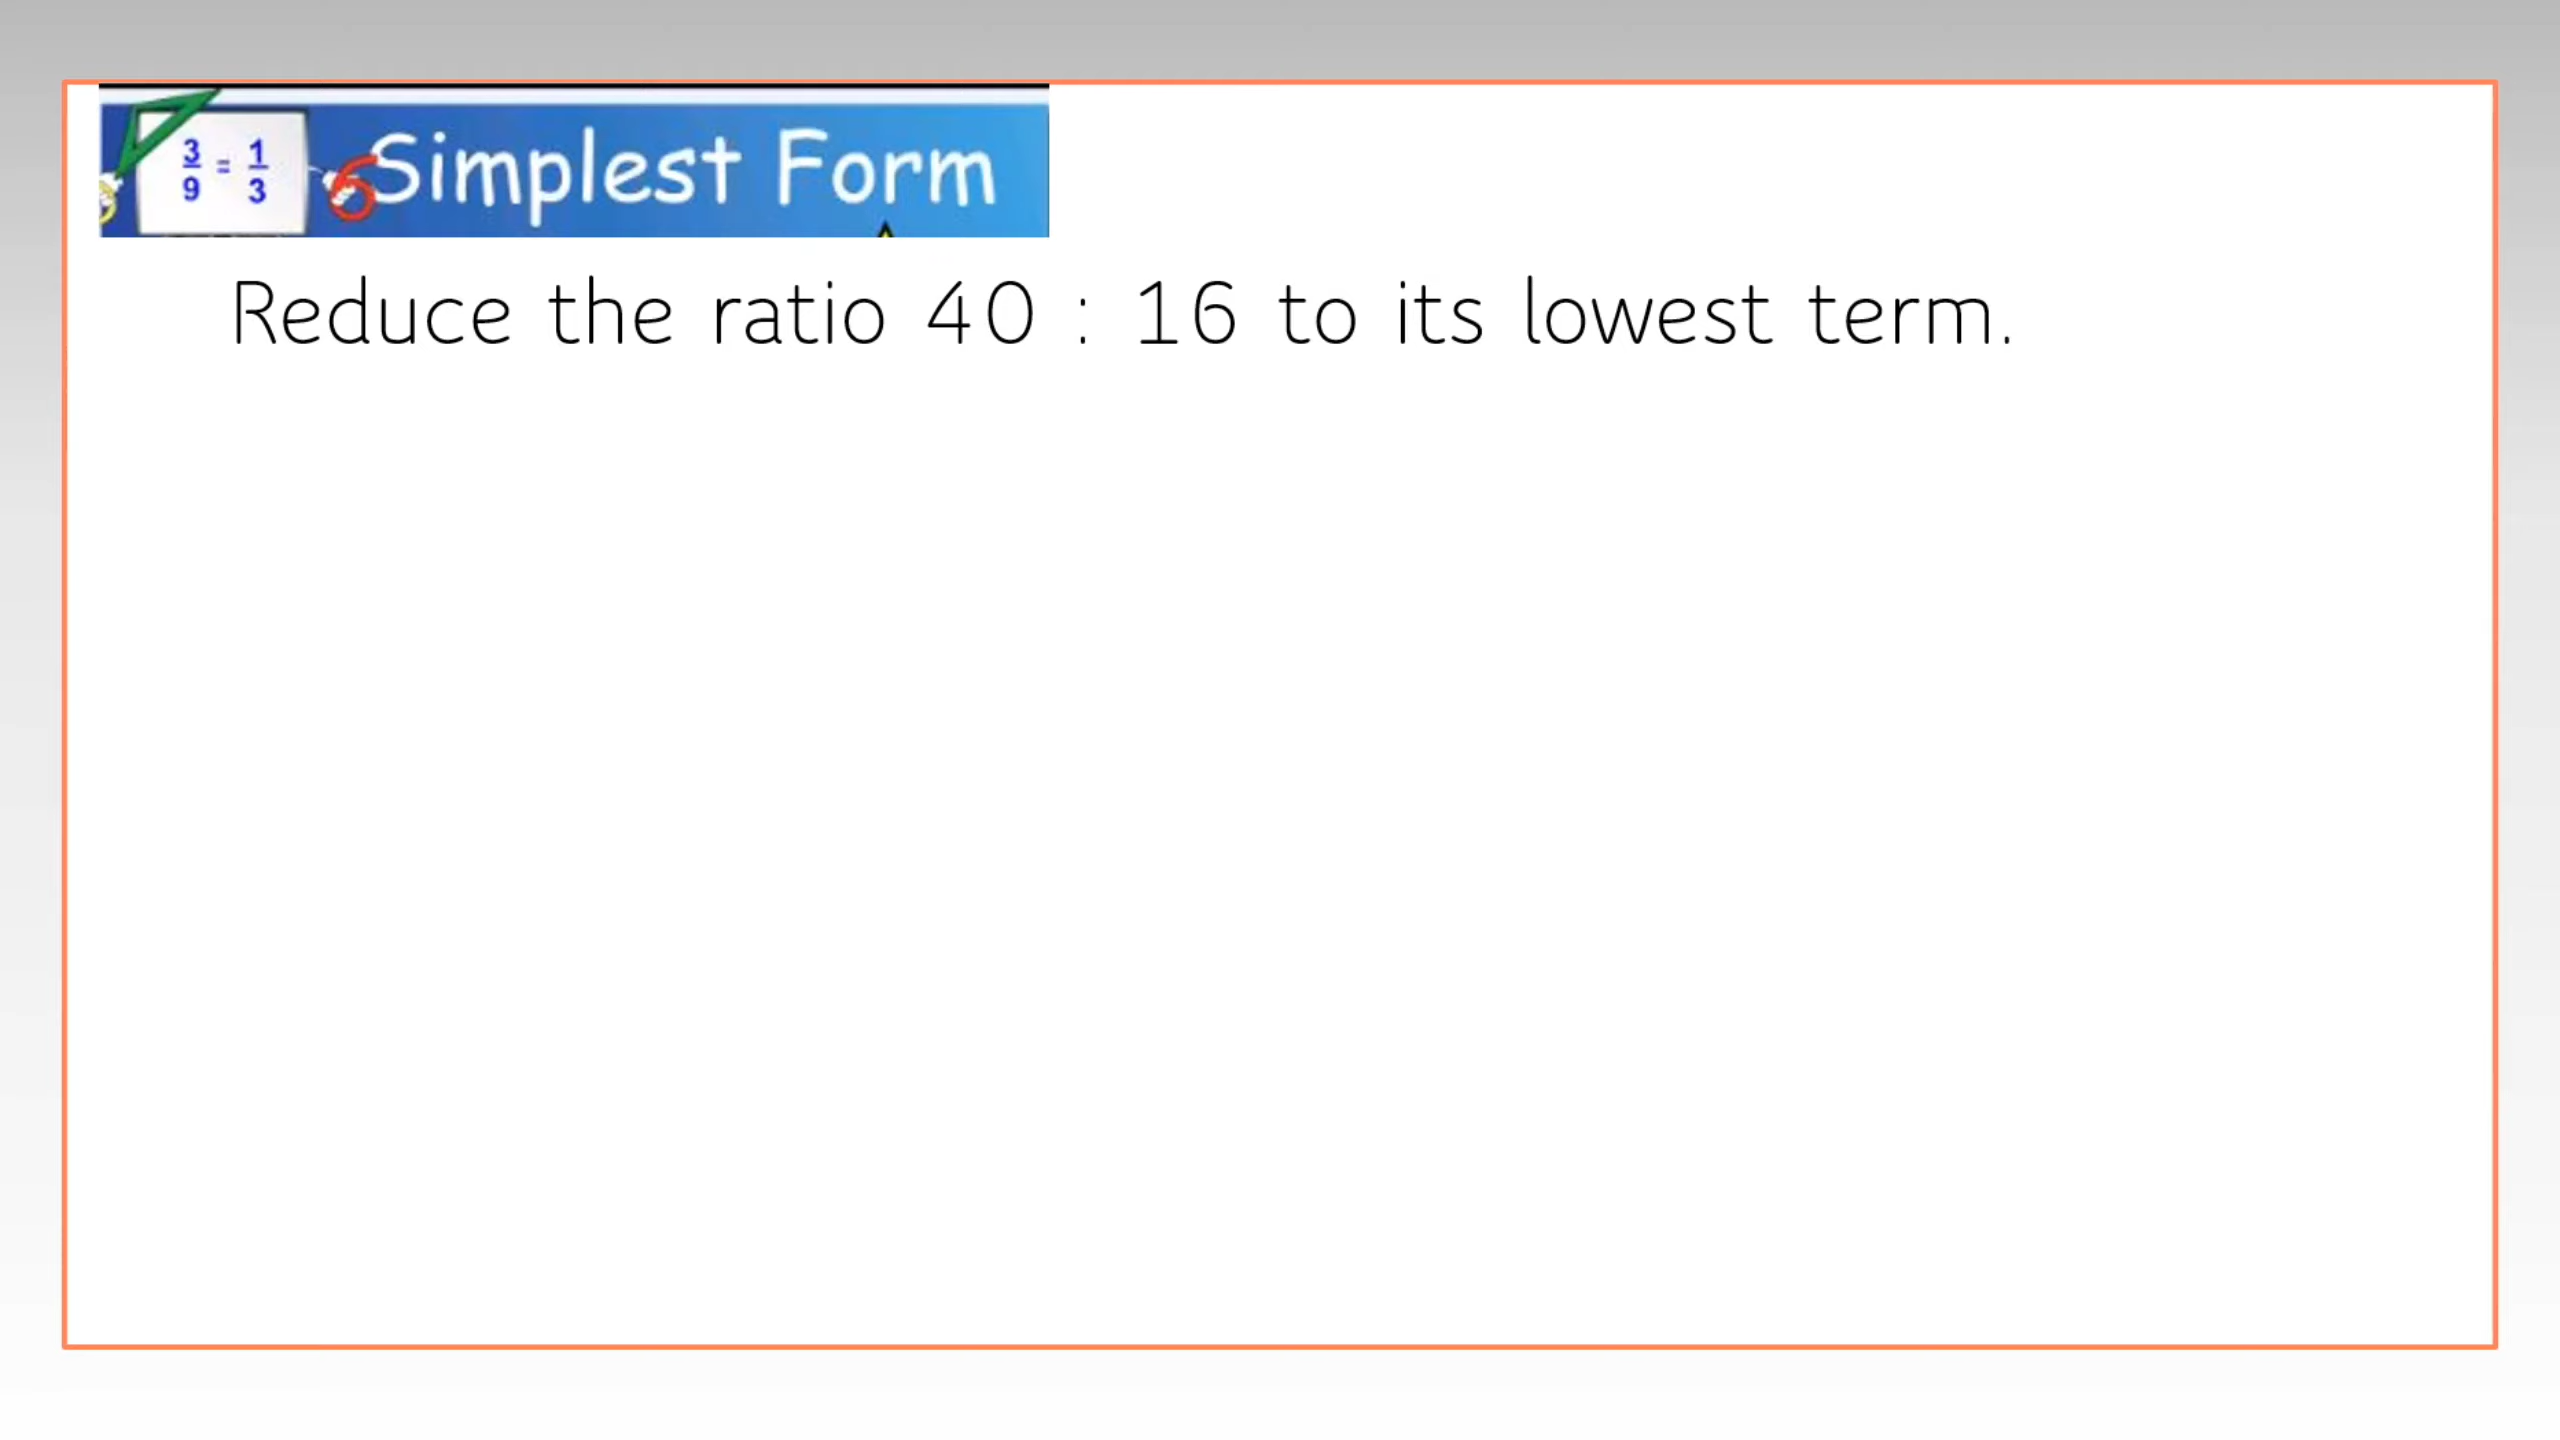 3/9 = 1/3
Simplest Form
Reduce the ratio 40 : 16 to its lowest term.